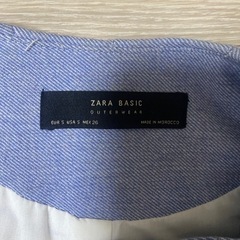 ZARA BASIC
OUTERWEAR
EUR S USA S MEX 26 MADE IN MOROCCO